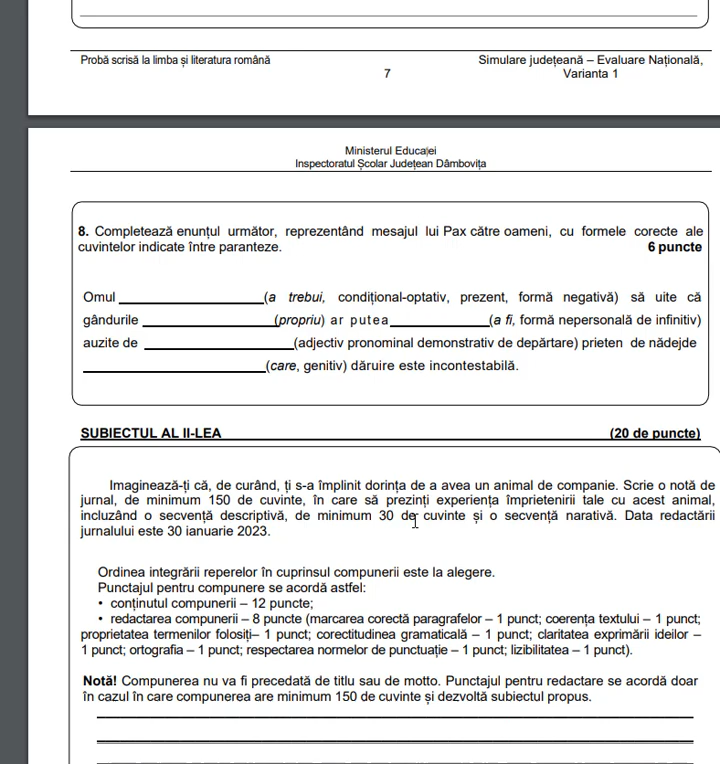 Probă scrisă la limba și literatura română
Simulare județeană – Evaluare Națională,
7
Varianta 1
Ministerul Educației
Inspectoratul Școlar Județean Dâmbovița
8. Completează enunțul următor, reprezentând mesajul lui Pax către oameni, cu formele corecte ale
cuvintelor indicate între paranteze. 6 puncte
Omul ____________________(a trebui, condițional-optativ, prezent, formă negativă) să uite că
gândurile __________________(propriu) ar putea_____________(a fi, formă nepersonală de infinitiv)
auzite de ____________________(adjectiv pronominal demonstrativ de depărtare) prieten de nădejde
_________________________(care, genitiv) dăruire este incontestabilă.
SUBIECTUL AL II-LEA (20 de puncte)
Imaginează-ți că, de curând, ți s-a împlinit dorința de a avea un animal de companie. Scrie o notă de
jurnal, de minimum 150 de cuvinte, în care să prezinți experiența împrietenirii tale cu acest animal,
incluzând o secvență descriptivă, de minimum 30 de cuvinte și o secvență narativă. Data redactării
jurnalului este 30 ianuarie 2023.
Ordinea integrării reperelor în cuprinsul compunerii este la alegere.
Punctajul pentru compunere se acordă astfel:
• conținutul compunerii – 12 puncte;
• redactarea compunerii – 8 puncte (marcarea corectă paragrafelor – 1 punct; coerența textului – 1 punct;
proprietatea termenilor folosiți– 1 punct; corectitudinea gramaticală – 1 punct; claritatea exprimării ideilor –
1 punct; ortografia – 1 punct; respectarea normelor de punctuație – 1 punct; lizibilitatea – 1 punct).
Notă! Compunerea nu va fi precedată de titlu sau de motto. Punctajul pentru redactare se acordă doar
în cazul în care compunerea are minimum 150 de cuvinte și dezvoltă subiectul propus.